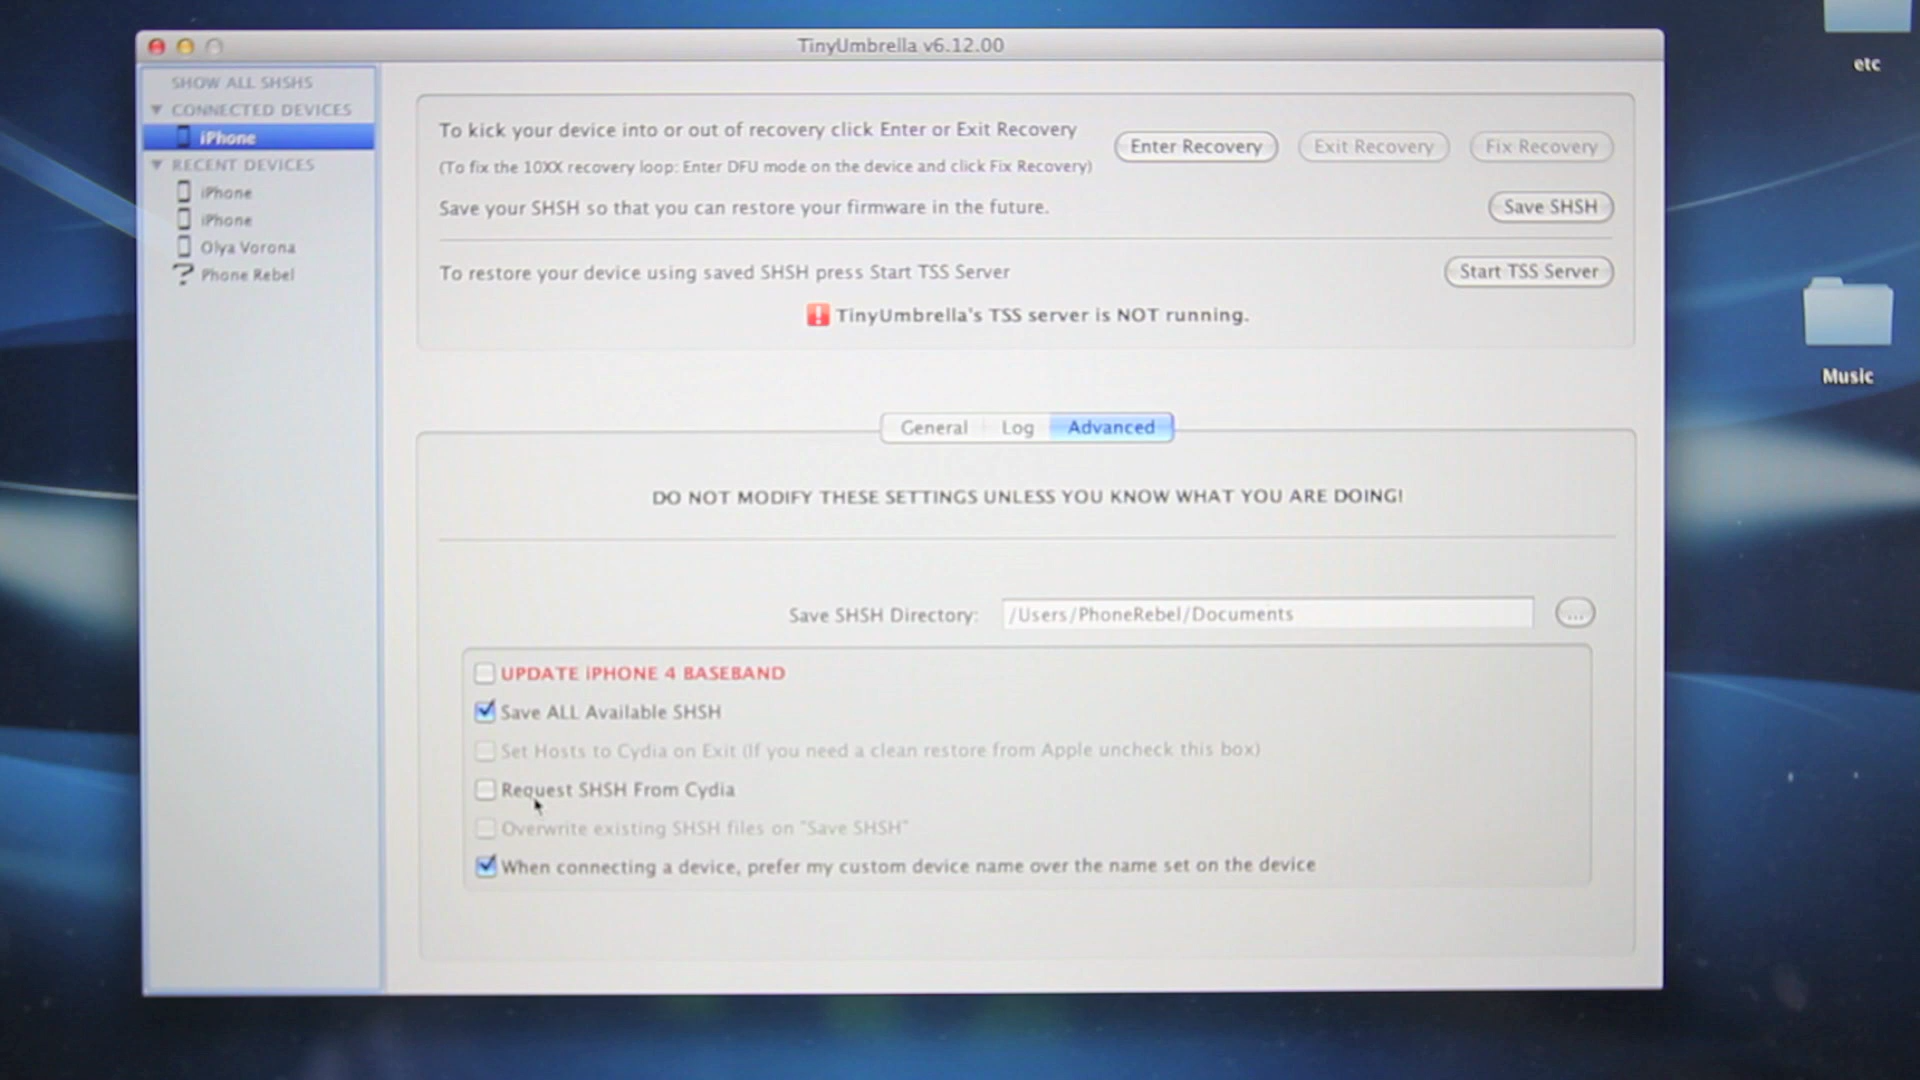 TinyUmbrella v6.12.00
etc
SHOW ALL SHSHS
CONNECTED DEVICES
iPhone
RECENT DEVICES
iPhone
iPhone
Olya Vorona
Phone Rebel
To kick your device into or out of recovery click Enter or Exit Recovery
(To fix the 10XX recovery loop: Enter DFU mode on the device and click Fix Recovery)
Enter Recovery
Exit Recovery
Fix Recovery
Save your SHSH so that you can restore your firmware in the future.
Save SHSH
To restore your device using saved SHSH press Start TSS Server
Start TSS Server
TinyUmbrella's TSS server is NOT running.
Music
General
Log
Advanced
DO NOT MODIFY THESE SETTINGS UNLESS YOU KNOW WHAT YOU ARE DOING!
Save SHSH Directory:
/Users/PhoneRebel/Documents
...
UPDATE iPHONE 4 BASEBAND
Save ALL Available SHSH
Set Hosts to Cydia on Exit (If you need a clean restore from Apple uncheck this box)
Request SHSH From Cydia
Overwrite existing SHSH files on "Save SHSH"
When connecting a device, prefer my custom device name over the name set on the device